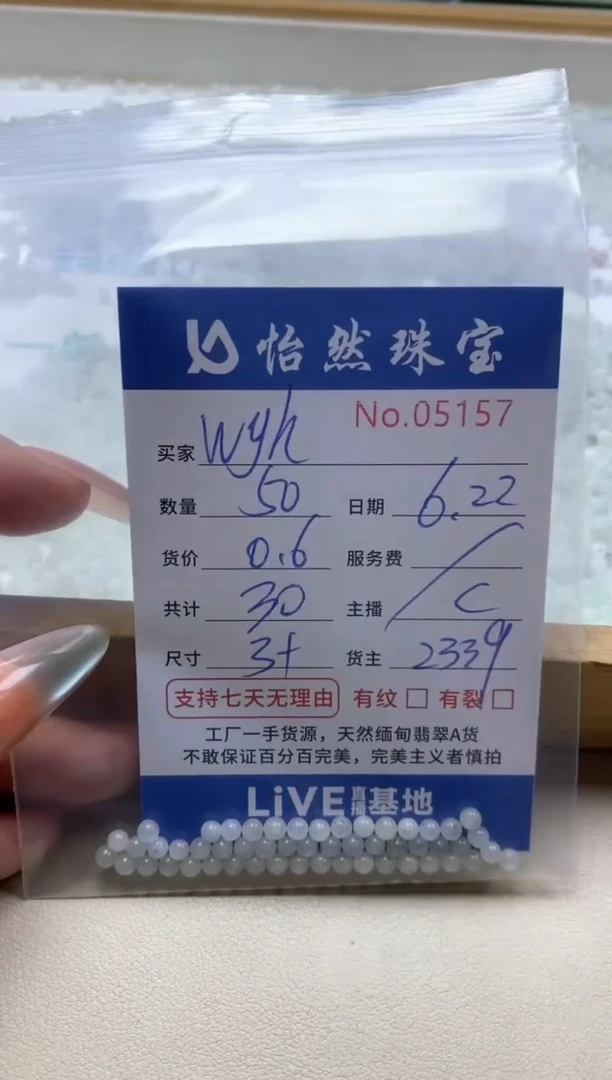 怡然珠宝
No.05157
买家 wyh
数量 50 日期 6.22
货价 0.6 服务费 /
共计 30 主播 C
尺寸 3+ 货主 2339
支持七天无理由 有纹 □ 有裂 □
工厂一手货源，天然缅甸翡翠A货
不敢保证百分百完美，完美主义者慎拍
LiVE直播基地